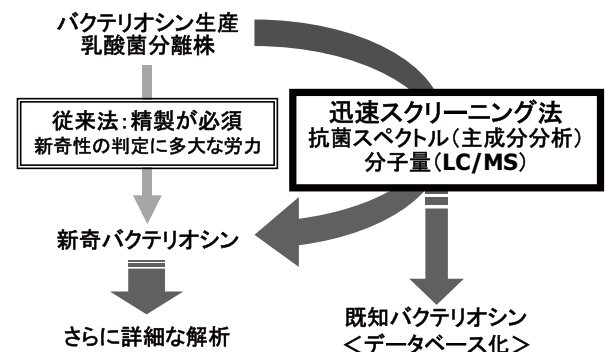 バクテリオシン生産
乳酸菌分離株
従来法：精製が必須
新奇性の判定に多大な労力
迅速スクリーニング法
抗菌スペクトル（主成分分析）
分子量（LC/MS）
新奇バクテリオシン
さらに詳細な解析
既知バクテリオシン
＜データベース化＞